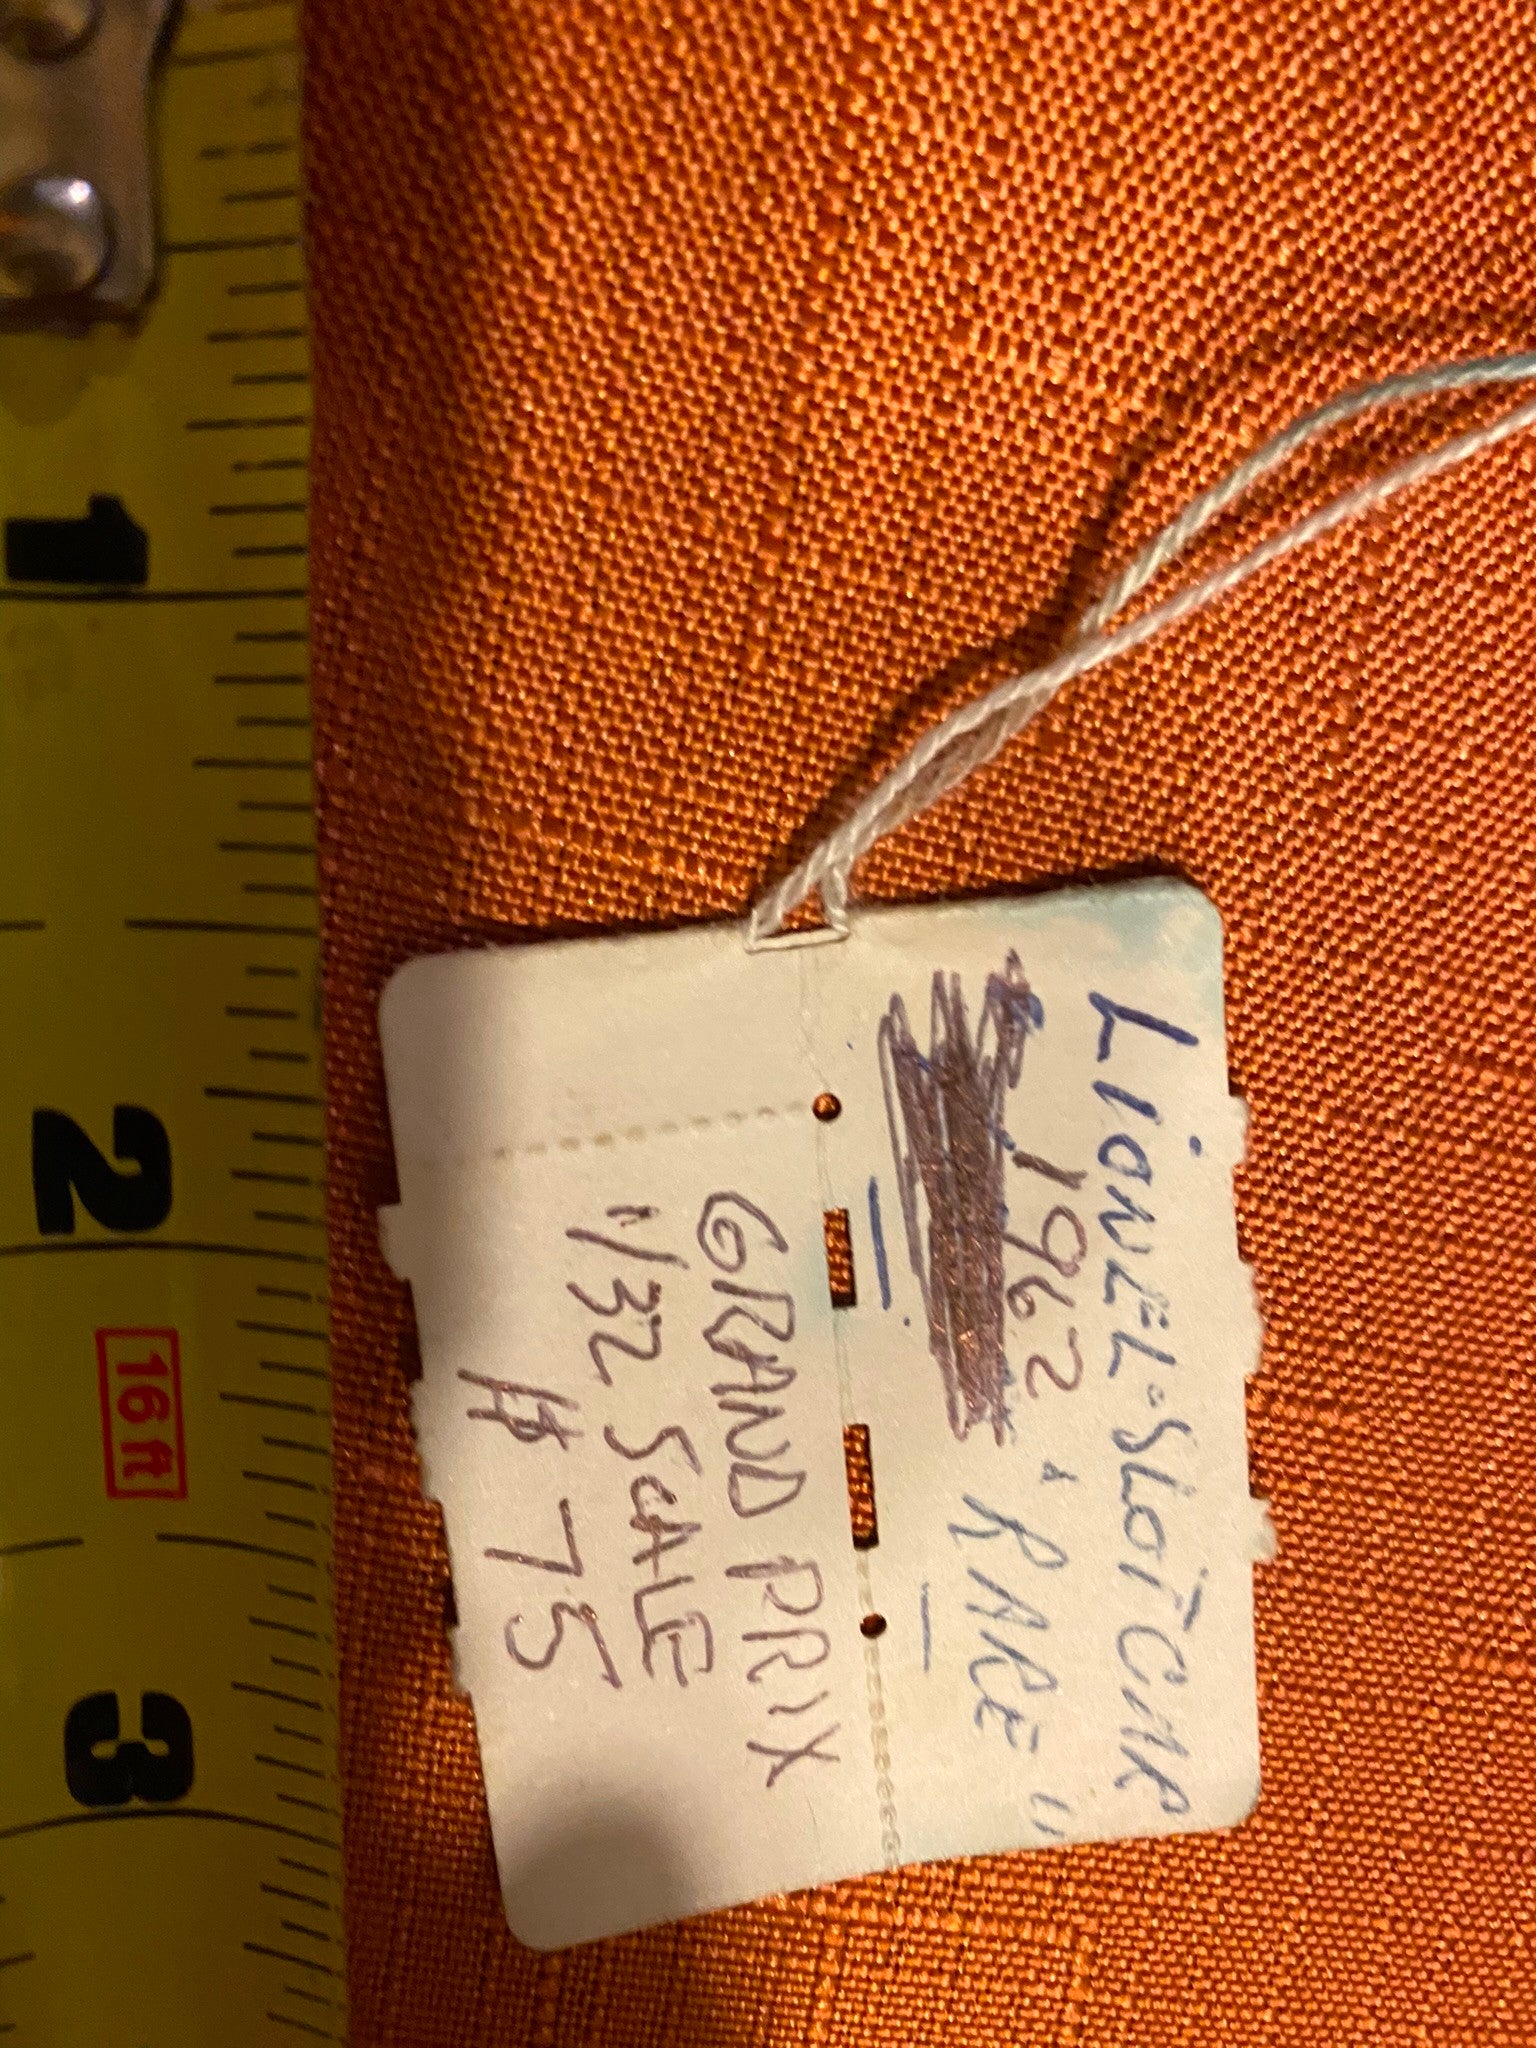 LIONEL-SLOT CAR
1962
"RARE"
GRAND PRIX
1/32 SCALE
$75
1
2
16 ft
3